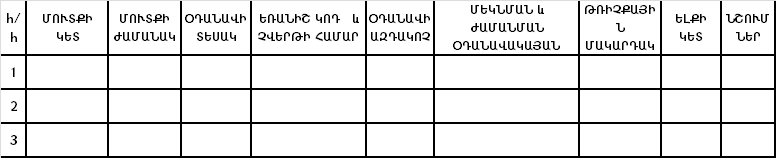 հ/
հ
ՄՈՒՏՔԻ
ԿԵՏ
ՄՈՒՏՔԻ
ԺԱՄԱՆԱԿ
ՕԴԱՆԱՎԻ
ՏԵՍԱԿ
ԵՌԱՆԻՇ ԿՈԴ և
ՉՎԵՐԹԻ ՀԱՄԱՐ
ՕԴԱՆԱՎԻ
ԱԶԴԱԿՈՉ
ՄԵԿՆՄԱՆ և
ԺԱՄԱՆՄԱՆ
ՕԴԱՆԱՎԱԿԱՅԱՆ
ԹՌԻՉՔԱՅԻ
Ն
ՄԱԿԱՐԴԱԿ
ԵԼՔԻ
ԿԵՏ
ՆՇՈՒՄ
ՆԵՐ
1
2
3